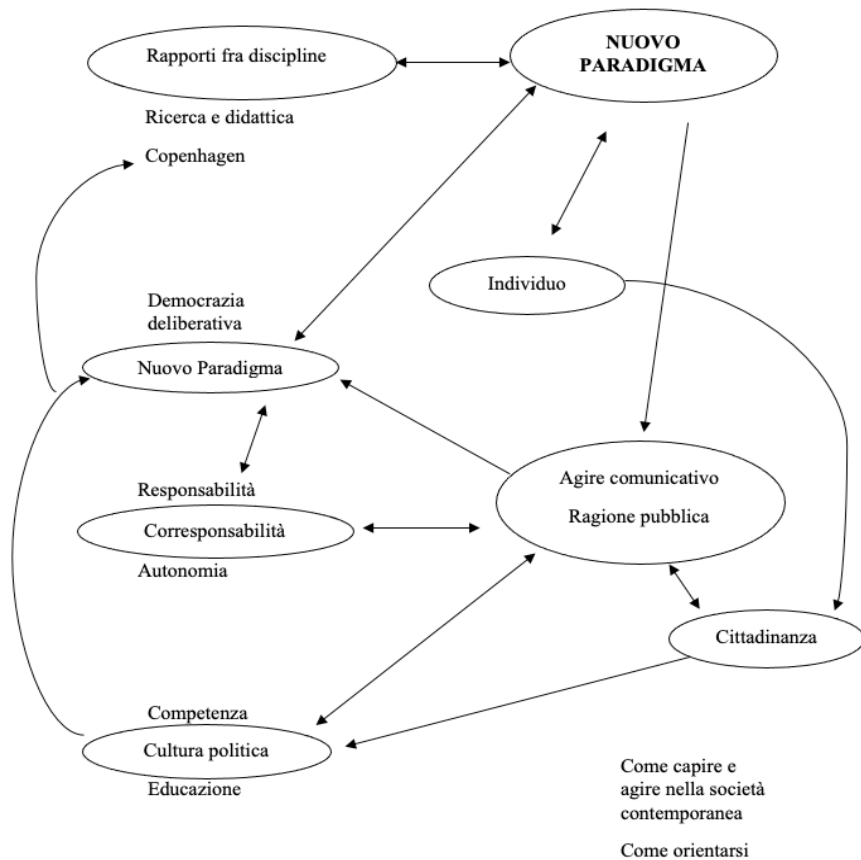 Rapporti fra discipline
NUOVO
PARADIGMA
Ricerca e didattica
Copenhagen
Individuo
Democrazia
deliberativa
Nuovo Paradigma
Agire comunicativo
Ragione pubblica
Responsabilità
Corresponsabilità
Autonomia
Cittadinanza
Competenza
Cultura politica
Educazione
Come capire e
agire nella società
contemporanea
Come orientarsi